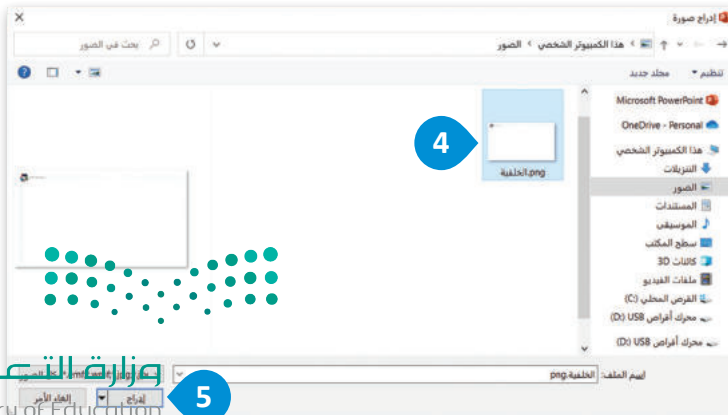 إدراج صورة
هذا الكمبيوتر الشخصي > الصور
بحث في الصور
تنظيم
مجلد جديد
Microsoft PowerPoint
OneDrive - Personal
هذا الكمبيوتر الشخصي
التنزيلات
الصور
المستندات
الموسيقى
سطح المكتب
كائنات 3D
ملفات الفيديو
القرص المحلي (C:)
محرك أقراص USB (D:)
محرك أقراص USB (D:)
الخلفية.png
4
اسم الملف:
الخلفية.png
إدراج
إلغاء الأمر
5
وزارة التـ
ry of Education